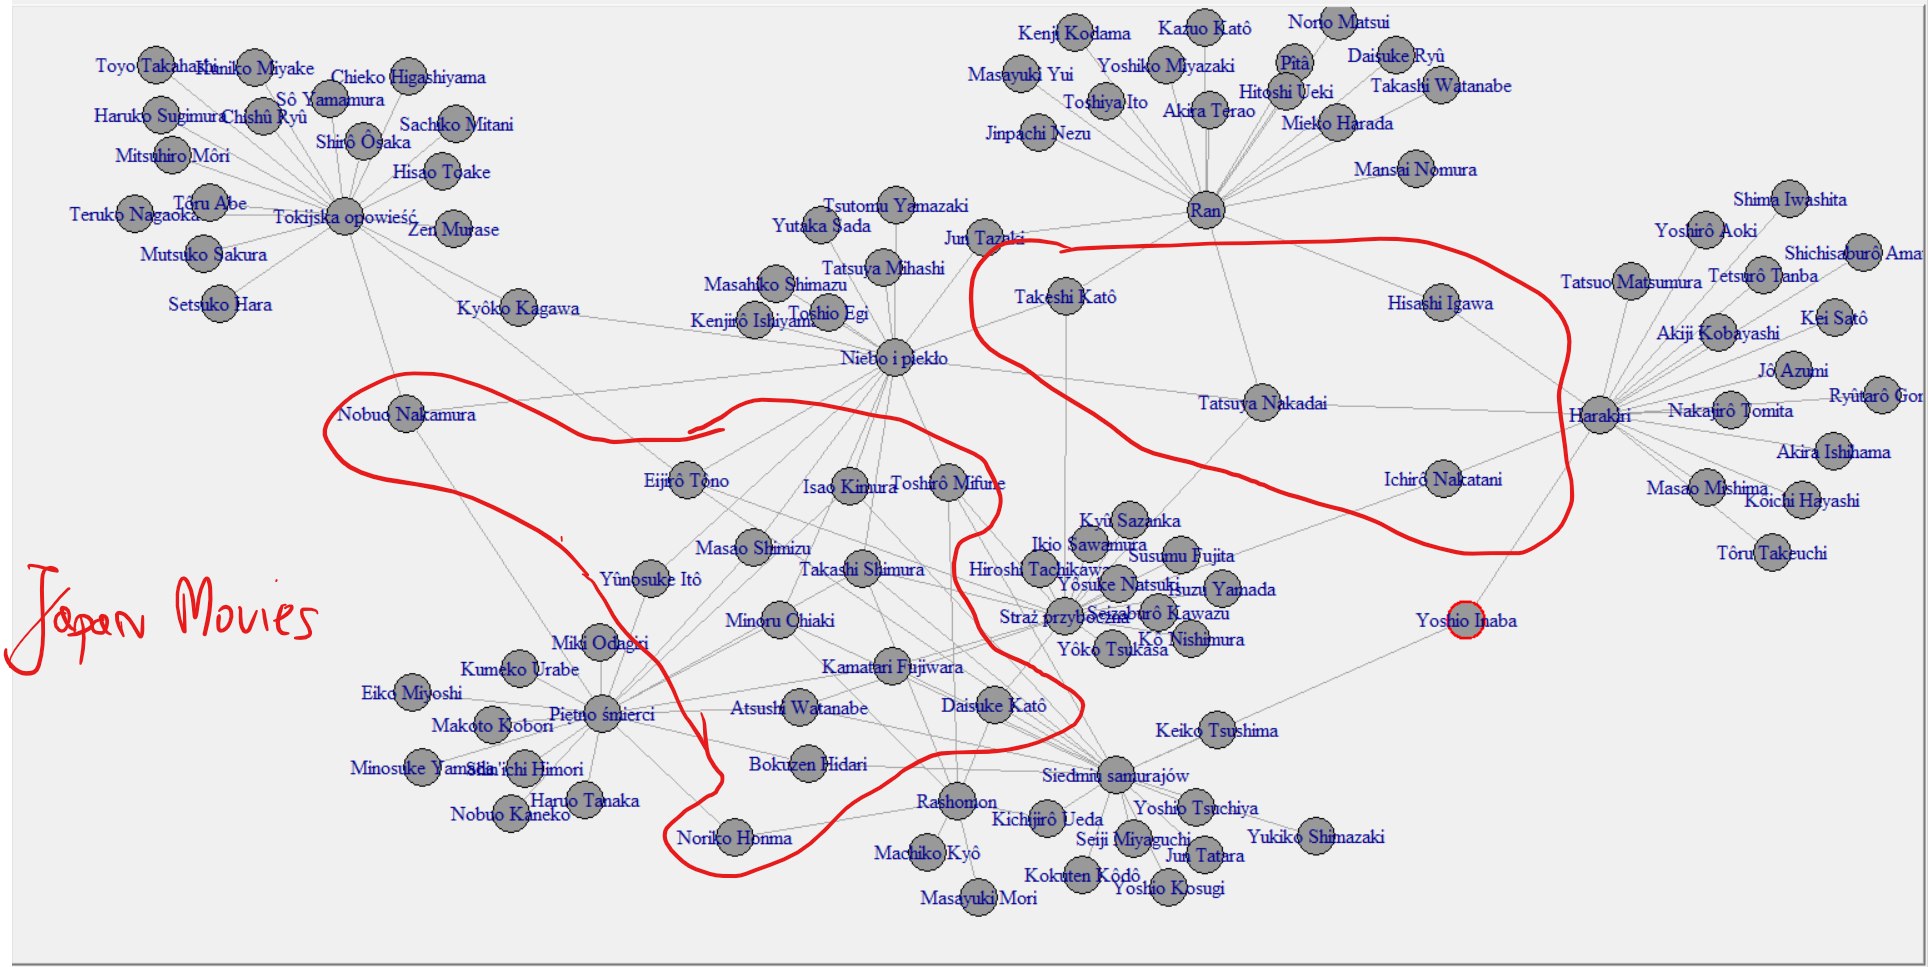 Nono Matsui
Kenji Kodama
Kazuo Katô
Daisuke Ryû
Pîtâ
Yoshiko Miyazaki
Masayuki Yui
Toyo Takahashi
Kuniko Miyake
Chieko Higashiyama
Takashi Watanabe
Hitoshi Ueki
Sô Yamamura
Toshiya Ito
Akira Terao
Haruko Sugimura
Chishû Ryû
Sachiko Mitani
Mieko Harada
Jinpachi Nezu
Shirô Ôsaka
Mitsuhiro Môri
Hisao Toake
Mansai Nomura
Shima Iwashita
Tôru Abe
Teruko Nagaoka
Tokijska opowieść
Tsutomu Yamazaki
Ran
Yutaka Sada
Zen Murase
Jun Tazaki
Yoshirô Aoki
Mutsuko Sakura
Shichisaburô Ama
Tatsuya Mihashi
Tetsurô Tanba
Tatsuo Matsumura
Masahiko Shimazu
Setsuko Hara
Kyôko Kagawa
Takeshi Katô
Hisashi Igawa
Toshio Egi
Kenjirô Ishiyama
Kei Satô
Akiji Kobayashi
Niebo i piekło
Jô Azumi
Ryûtarô Gor
Nobuo Nakamura
Tatsuya Nakadai
Harakiri
Nakajirô Tomita
Akira Ishihama
Eijirô Tôno
Isao Kimura
Toshirô Mifune
Ichirô Nakatani
Masao Mishima
Koichi Hayashi
Kyû Sazanka
Masao Shimizu
Ikio Sawamura
Susumu Fujita
Tôru Takeuchi
Yûnosuke Itô
Takashi Shimura
Hiroshi Tachikawa
Yôsuke Natsuki
Isuzu Yamada
Japan Movies
Minoru Chiaki
Straż przyboczna
Seizaburô Kawazu
Yoshio Inaba
Miki Odagiri
Yôko Tsukasa
Kô Nishimura
Kumeko Urabe
Kamatari Fujiwara
Eiko Miyoshi
Makoto Kobori
Piętno śmierci
Atsushi Watanabe
Daisuke Katô
Keiko Tsushima
Minosuke Yamada
Shin'ichi Himori
Bokuzen Hidari
Siedmiu samurajów
Nobuo Kaneko
Haruo Tanaka
Rashomon
Yoshio Tsuchiya
Kichijirô Ueda
Noriko Honma
Seiji Miyaguchi
Yukiko Shimazaki
Machiko Kyô
Jun Tatara
Kokuten Kôdô
Yoshio Kosugi
Masayuki Mori